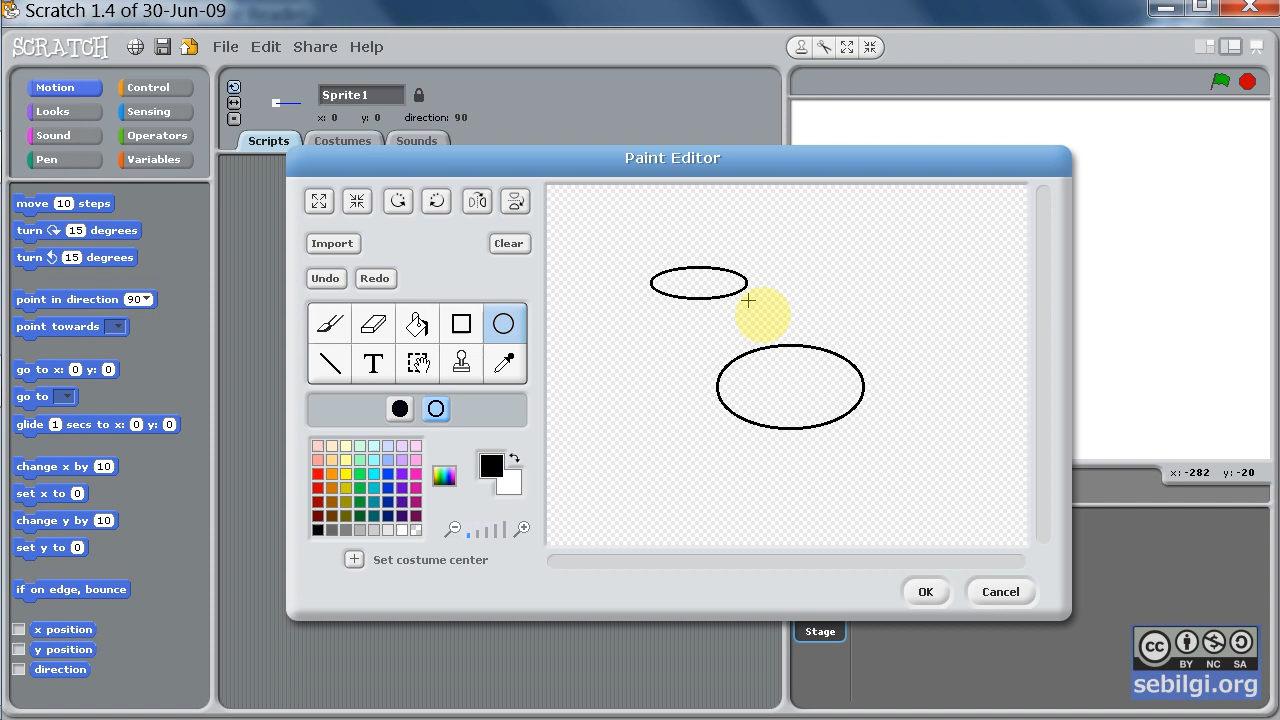 Scratch 1.4 of 30-Jun-09
SCRATCH File Edit Share Help
Motion Control
Looks Sensing
Sound Operators
Pen Variables
Sprite1
x: 0 y: 0 direction: 90
Scripts Costumes Sounds
move 10 steps
turn 15 degrees
turn 15 degrees
point in direction 90
point towards
go to x: 0 y: 0
go to
glide 1 secs to x: 0 y: 0
change x by 10
set x to 0
change y by 10
set y to 0
if on edge, bounce
x position
y position
direction
Paint Editor
Import Clear
Undo Redo
T
Set costume center
OK Cancel
x: -282 y: -20
Stage
cc BY NC SA
sebilgi.org